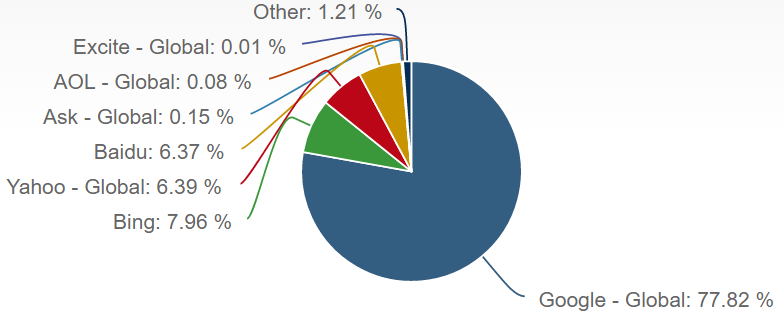 Other: 1.21 %
Excite - Global: 0.01 %
AOL - Global: 0.08 %
Ask - Global: 0.15 %
Baidu: 6.37 %
Yahoo - Global: 6.39 %
Bing: 7.96 %
Google - Global: 77.82 %